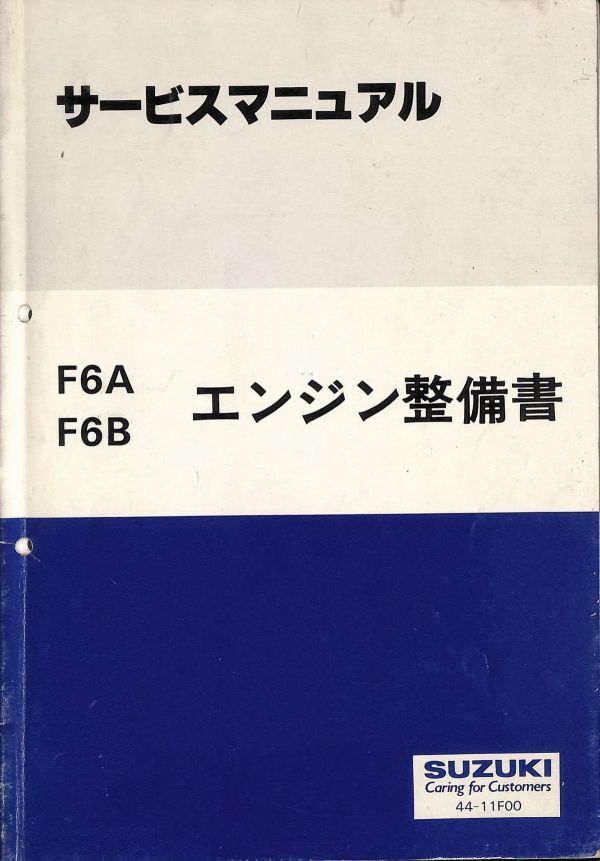 サービスマニュアル
F6A
F6B
エンジン整備書
SUZUKI
Caring for Customers
44-11F00